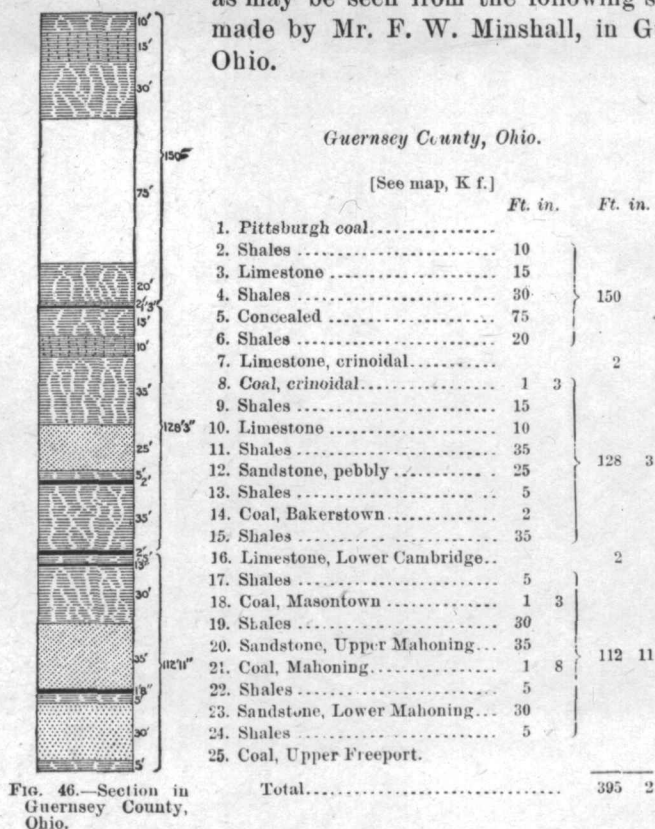 as may be seen from the following s
made by Mr. F. W. Minshall, in G
Ohio.
Guernsey County, Ohio.
[See map, K f.]
Ft. in. Ft. in.
1. Pittsburgh coal................
2. Shales ........................ 10
3. Limestone ..................... 15
4. Shales ........................ 30 150
5. Concealed ..................... 75
6. Shales ........................ 20
7. Limestone, crinoidal........... 2
8. Coal, crinoidal................ 1 3
9. Shales ........................ 15
10. Limestone .................... 10
11. Shales ....................... 35
12. Sandstone, pebbly ............ 25 128 3
13. Shales ....................... 5
14. Coal, Bakerstown.............. 2
15. Shales ....................... 35
16. Limestone, Lower Cambridge.. 2
17. Shales ....................... 5
18. Coal, Masontown .............. 1 3
19. Shales ....................... 30
20. Sandstone, Upper Mahoning... 35
21. Coal, Mahoning................ 1 8 112 11
22. Shales ....................... 5
23. Sandstone, Lower Mahoning... 30
24. Shales ....................... 5
25. Coal, Upper Freeport.
Total................................ 395 2
10'
15'
30'
150'
75'
20'
2'
1'3"
15'
10'
35'
128'3"
25'
5'
2'
35'
2'
5'
1'3"
30'
35'
112'11"
1'8"
5'
30'
5'
FIG. 46.—Section in
Guernsey County,
Ohio.